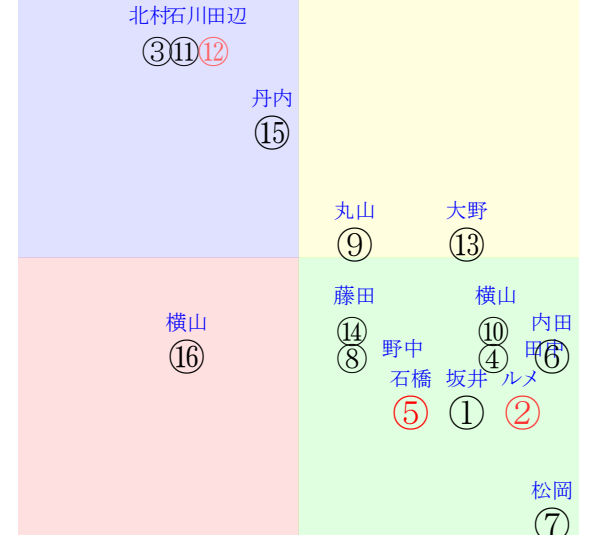 北村石川田辺
③⑪⑫
丹内
⑮
丸山 大野
⑨ ⑬
藤田 横山
横山 内田
⑭ ⑩
野中 田中
⑯ ⑧ ④ ⑥
石橋 坂井 ルメ
⑤ ① ②
松岡
⑦